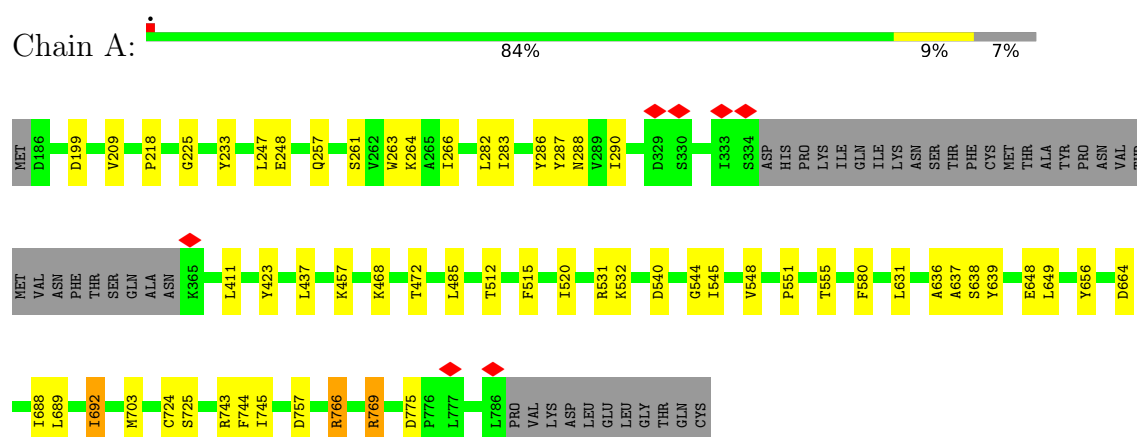 Chain A:
84%
9%
7%
MET D186 D199 V209 P218 G225 Y233 L247 E248 Q257 S261 V262 W263 K264 A265 I266 L282 I283 Y286 Y287 N288 V289 I290 D329 S330 I333 S334 ASP HIS PRO LYS ILE GLN ILE LYS ASN SER THR PHE CYS MET THR ALA TYR PRO ASN VAL THR
MET VAL ASN PHE THR SER GLN ALA ASN K365 L411 Y423 L437 K457 K468 T472 L485 T512 F515 I520 R531 K532 D540 G544 I545 V548 P551 T555 F580 L631 A636 A637 S638 Y639 E648 L649 Y656 D664
I688 L689 I692 M703 C724 S725 R743 F744 I745 D757 R766 R769 D775 P776 L777 L786 PRO VAL LYS ASP LEU GLU LEU GLY THR GLN CYS